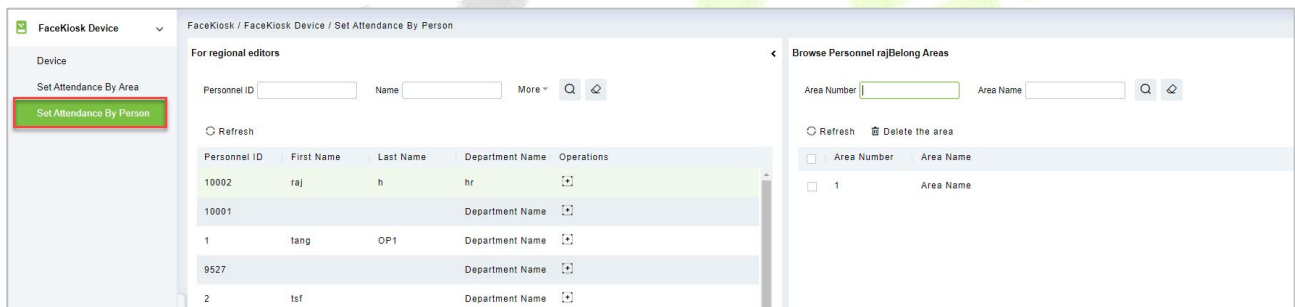 FaceKiosk Device
Device
Set Attendance By Area
Set Attendance By Person
FaceKiosk / FaceKiosk Device / Set Attendance By Person
For regional editors
Personnel ID Name More
Refresh
Personnel ID First Name Last Name Department Name Operations
10002 raj h hr
10001 Department Name
1 tang OP1 Department Name
9527 Department Name
2 tsf Department Name
Browse Personnel rajBelong Areas
Area Number Area Name
Refresh Delete the area
Area Number Area Name
1 Area Name